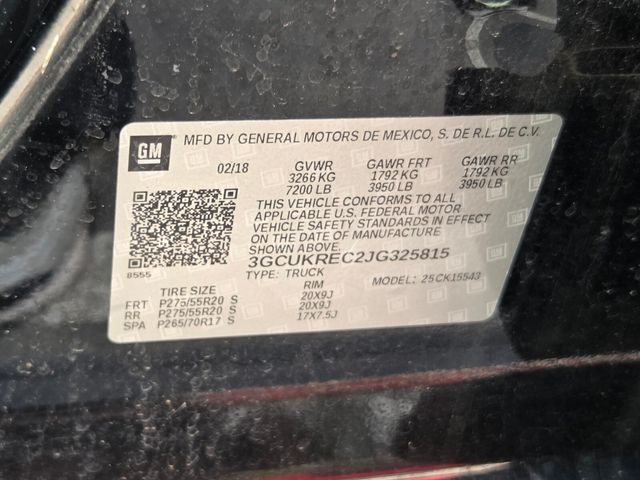 GM
MFD BY GENERAL MOTORS DE MEXICO, S. DE R.L. DE C.V.
02/18 GVWR GAWR FRT GAWR RR
3266 KG 1792 KG 1792 KG
7200 LB 3950 LB 3950 LB
THIS VEHICLE CONFORMS TO ALL
APPLICABLE U.S. FEDERAL MOTOR
VEHICLE SAFETY STANDARDS IN EFFECT
ON THE DATE OF MANUFACTURE
SHOWN ABOVE.
8555 3GCUKREC2JG325815
TYPE: TRUCK MODEL: 25CK15543
TIRE SIZE RIM
FRT P275/55R20 S 20X9J
RR P275/55R20 S 20X9J
SPA P265/70R17 S 17X7.5J